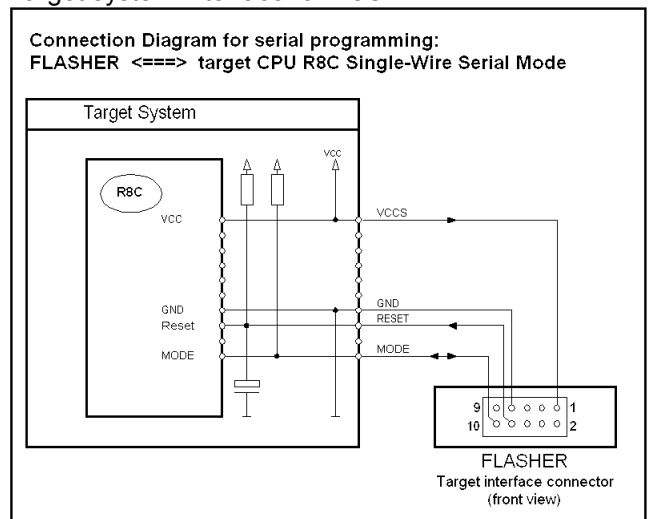 Connection Diagram for serial programming:
FLASHER <===> target CPU R8C Single-Wire Serial Mode
Target System
R8C
VCC
VCC
VCCS
GND
GND
Reset
RESET
MODE
MODE
9 1
10 2
FLASHER
Target interface connector
(front view)